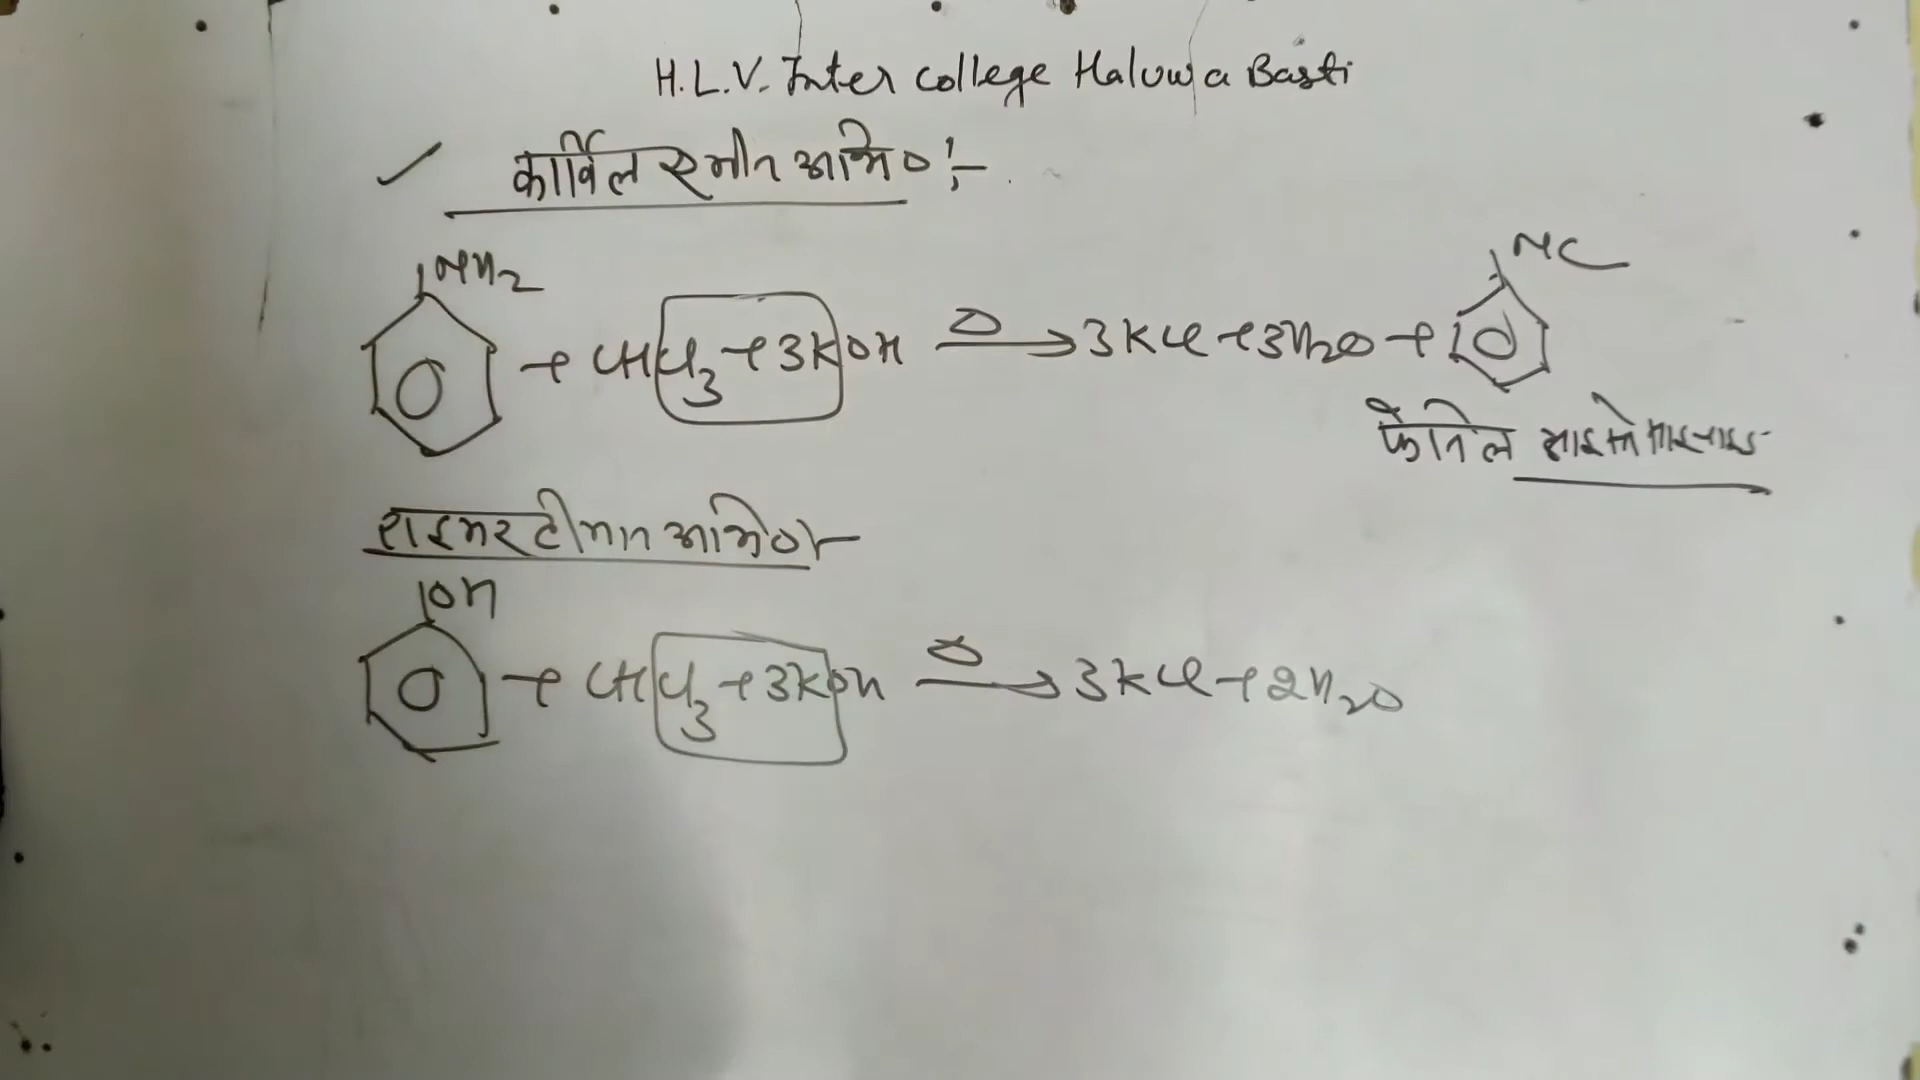 H.L.V. Inter college Haluwa Basti
कार्बिल एमीन अभि० :-
NH2
+ CHCl3 + 3KOH Δ → 3KCl + 3H2O +
NC
फेनिल आइसोसाइनाइड
राइमर टीमान अभि० :-
OH
+ CHCl3 + 3KOH Δ → 3KCl + 2H2O